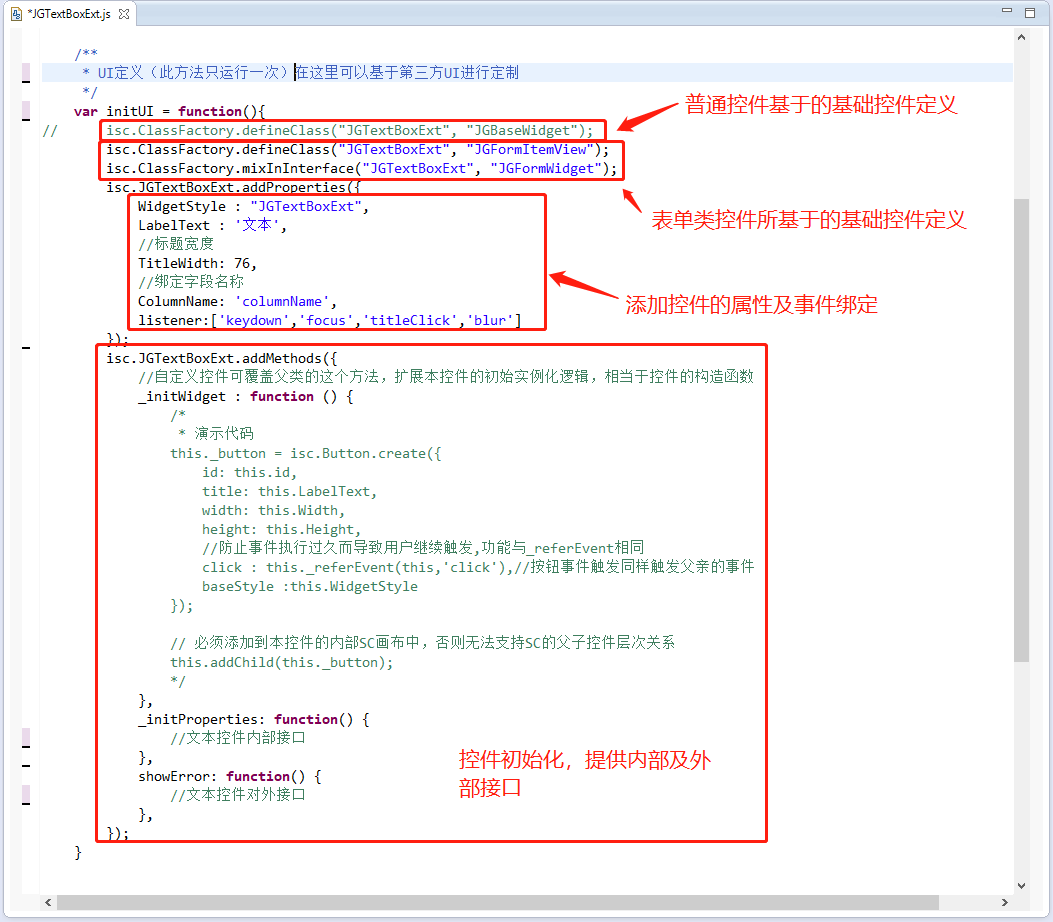 *JGTextBoxExt.js
/**
* UI定义（此方法只运行一次）在这里可以基于第三方UI进行定制
*/
var initUI = function(){
普通控件基于的基础控件定义
// isc.ClassFactory.defineClass("JGTextBoxExt", "JGBaseWidget");
isc.ClassFactory.defineClass("JGTextBoxExt", "JGFormItemView");
isc.ClassFactory.mixInInterface("JGTextBoxExt", "JGFormWidget");
isc.JGTextBoxExt.addProperties({
WidgetStyle : "JGTextBoxExt",
LabelText : '文本',
表单类控件所基于的基础控件定义
//标题宽度
TitleWidth: 76,
//绑定字段名称
ColumnName: 'columnName',
添加控件的属性及事件绑定
listener:['keydown','focus','titleClick','blur']
});
isc.JGTextBoxExt.addMethods({
//自定义控件可覆盖父类的这个方法，扩展本控件的初始实例化逻辑，相当于控件的构造函数
_initWidget : function () {
/*
* 演示代码
this._button = isc.Button.create({
id: this.id,
title: this.LabelText,
width: this.Width,
height: this.Height,
//防止事件执行过久而导致用户继续触发,功能与_referEvent相同
click : this._referEvent(this,'click'),//按钮事件触发同样触发父亲的事件
baseStyle :this.WidgetStyle
});
// 必须添加到本控件的内部SC画布中，否则无法支持SC的父子控件层次关系
this.addChild(this._button);
*/
},
_initProperties: function() {
//文本控件内部接口
},
showError: function() {
//文本控件对外接口
},
});
控件初始化，提供内部及外
部接口
}